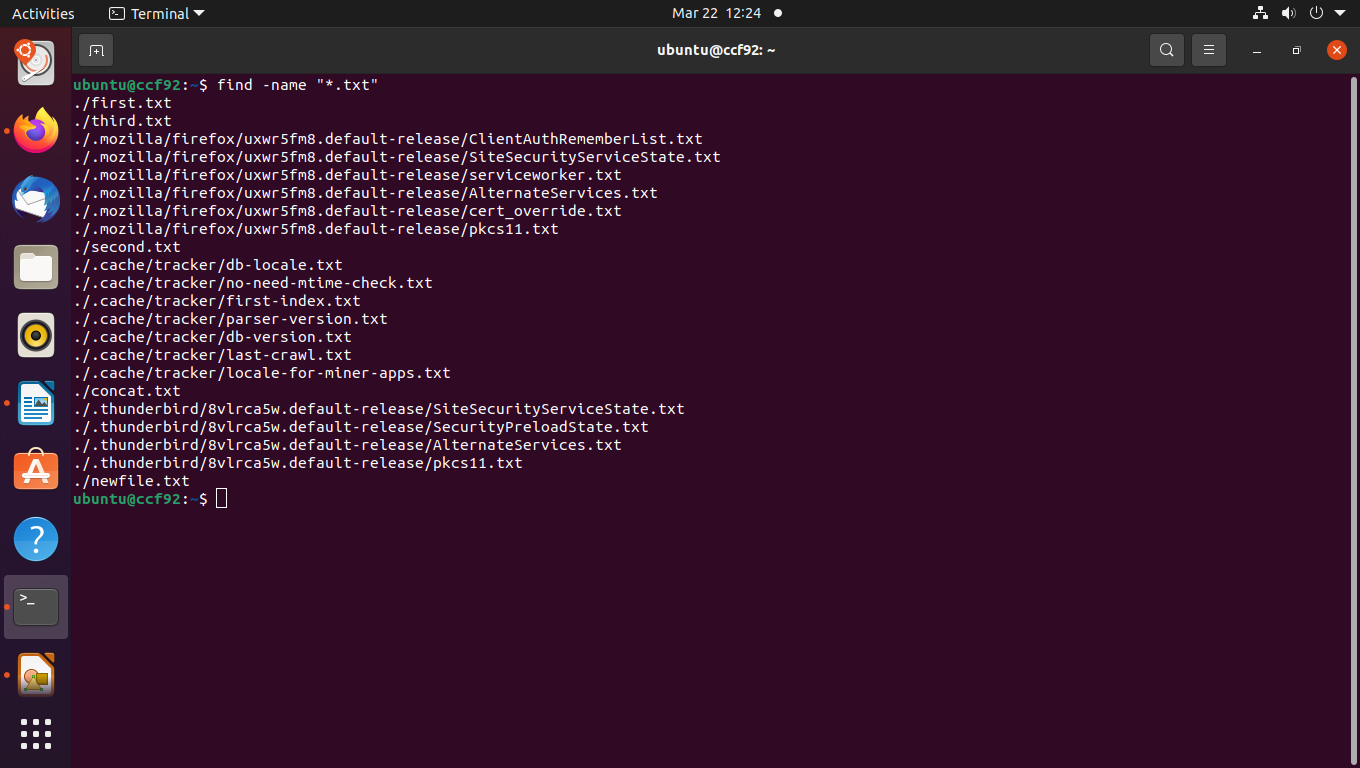 Activities
Terminal
Mar 22 12:24
ubuntu@ccf92: ~
ubuntu@ccf92:~$ find -name "*.txt"
./first.txt
./third.txt
./.mozilla/firefox/uxwr5fm8.default-release/ClientAuthRememberList.txt
./.mozilla/firefox/uxwr5fm8.default-release/SiteSecurityServiceState.txt
./.mozilla/firefox/uxwr5fm8.default-release/serviceworker.txt
./.mozilla/firefox/uxwr5fm8.default-release/AlternateServices.txt
./.mozilla/firefox/uxwr5fm8.default-release/cert_override.txt
./.mozilla/firefox/uxwr5fm8.default-release/pkcs11.txt
./second.txt
./.cache/tracker/db-locale.txt
./.cache/tracker/no-need-mtime-check.txt
./.cache/tracker/first-index.txt
./.cache/tracker/parser-version.txt
./.cache/tracker/db-version.txt
./.cache/tracker/last-crawl.txt
./.cache/tracker/locale-for-miner-apps.txt
./concat.txt
./.thunderbird/8vlrca5w.default-release/SiteSecurityServiceState.txt
./.thunderbird/8vlrca5w.default-release/SecurityPreloadState.txt
./.thunderbird/8vlrca5w.default-release/AlternateServices.txt
./.thunderbird/8vlrca5w.default-release/pkcs11.txt
./newfile.txt
ubuntu@ccf92:~$